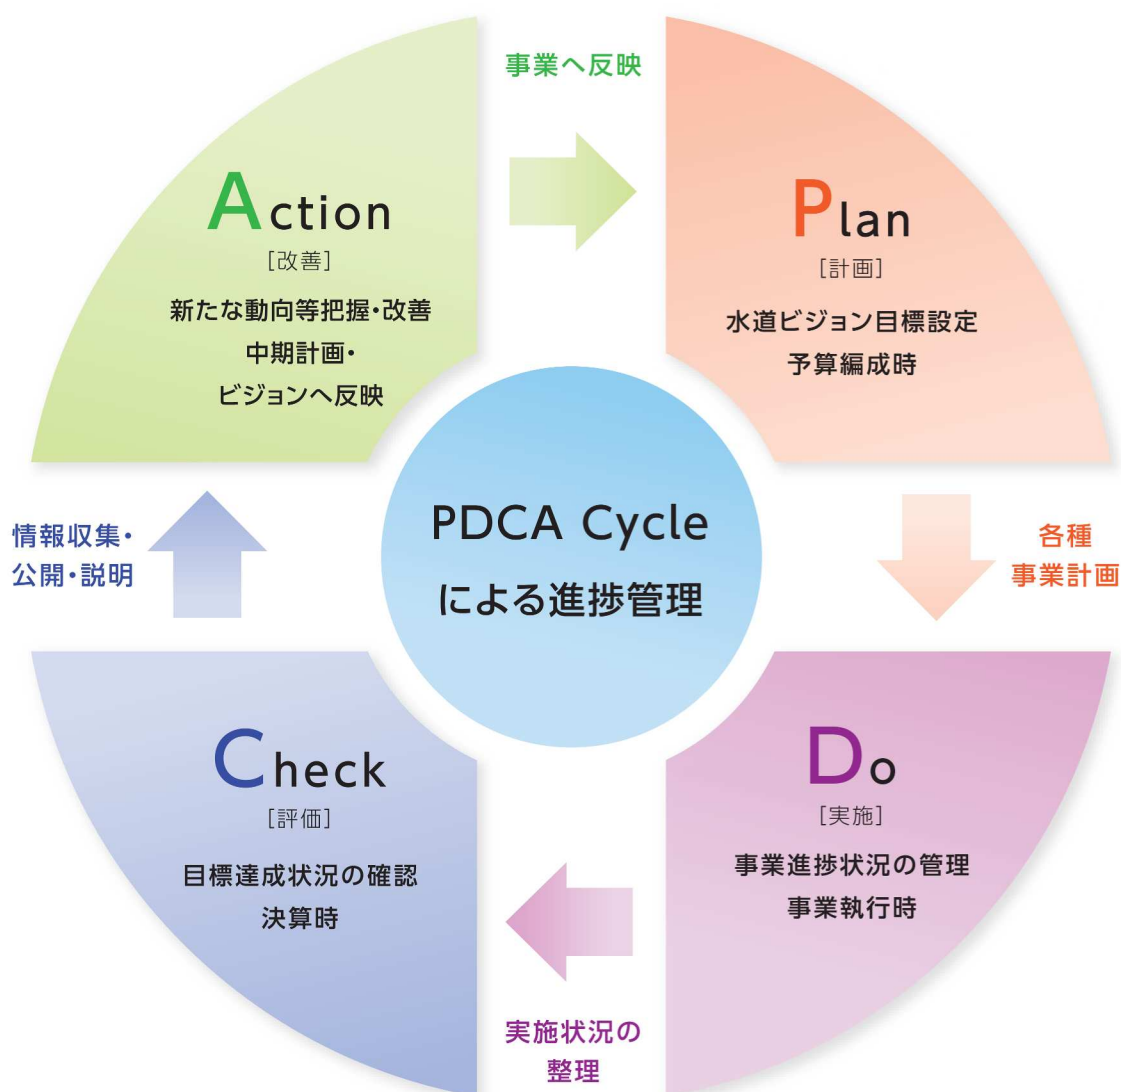 事業へ反映
Action
[改善]
新たな動向等把握・改善
中期計画・
ビジョンへ反映
Plan
[計画]
水道ビジョン目標設定
予算編成時
PDCA Cycle
による進捗管理
情報収集・
公開・説明
各種
事業計画
Check
[評価]
目標達成状況の確認
決算時
Do
[実施]
事業進捗状況の管理
事業執行時
実施状況の
整理